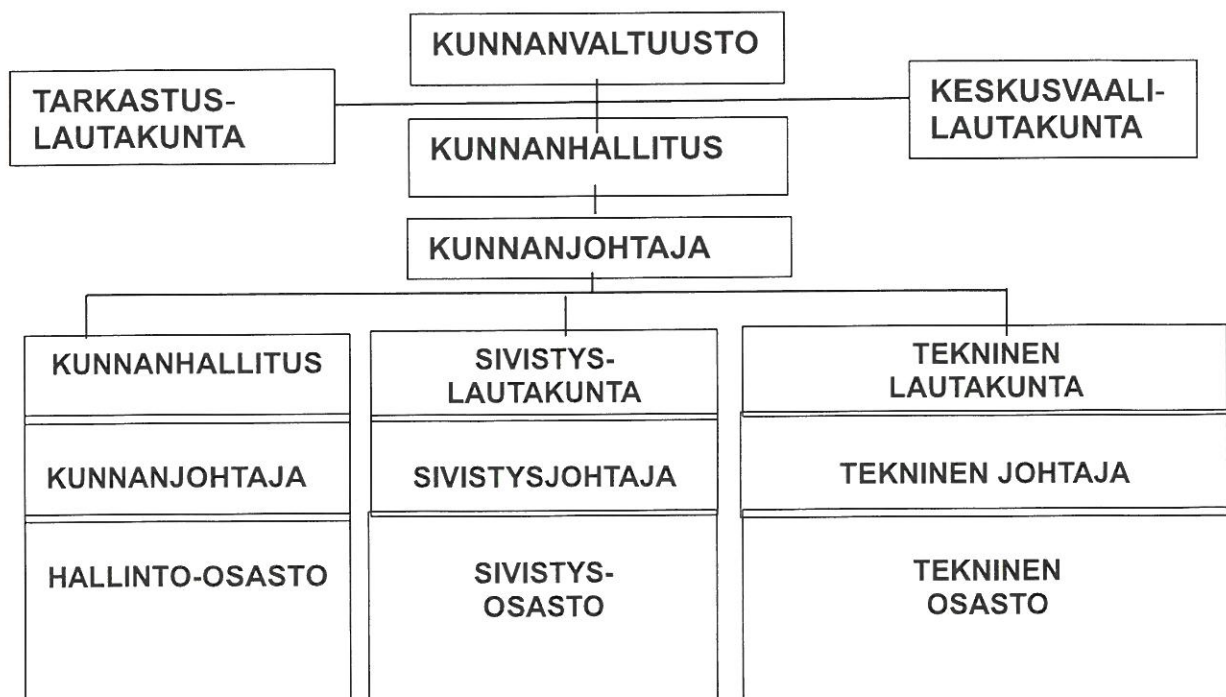 KUNNANVALTUUSTO
TARKASTUS-
LAUTAKUNTA
KESKUSVAALI-
LAUTAKUNTA
KUNNANHALLITUS
KUNNANJOHTAJA
KUNNANHALLITUS
SIVISTYS-
LAUTAKUNTA
TEKNINEN
LAUTAKUNTA
KUNNANJOHTAJA
SIVISTYSJOHTAJA
TEKNINEN JOHTAJA
HALLINTO-OSASTO
SIVISTYS-
OSASTO
TEKNINEN
OSASTO